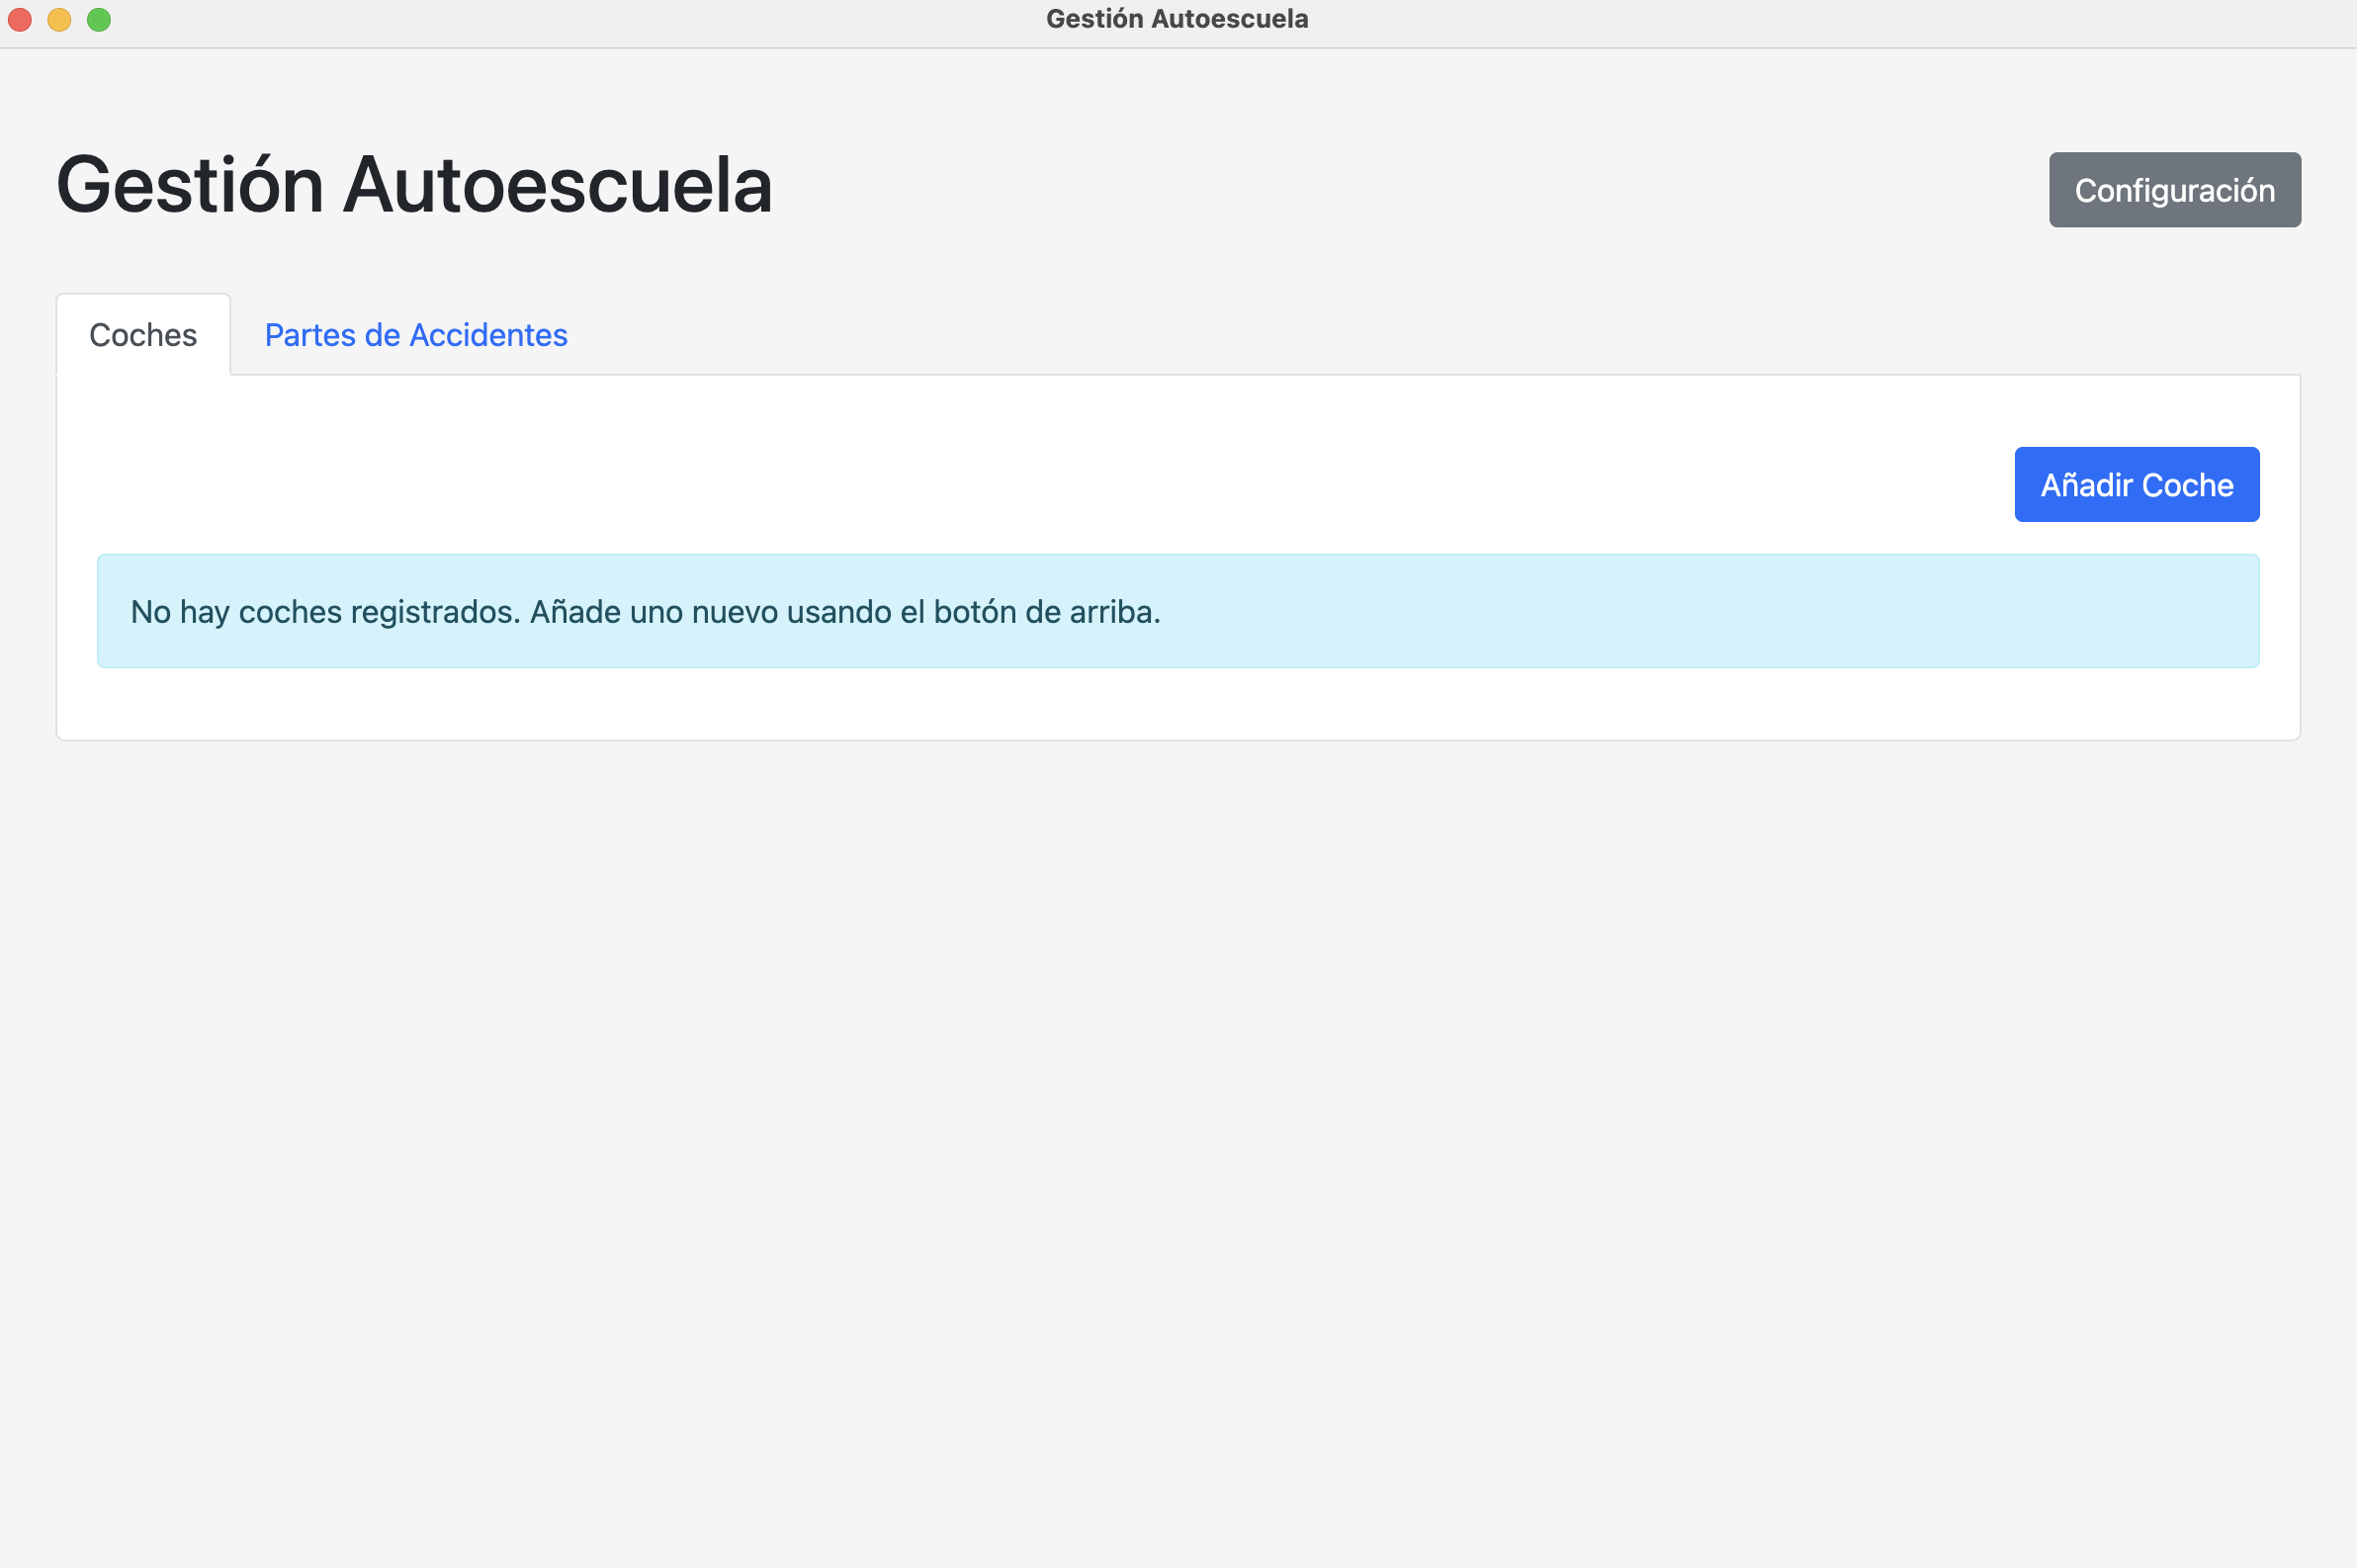 Gestión Autoescuela
Gestión Autoescuela
Configuración
Coches
Partes de Accidentes
Añadir Coche
No hay coches registrados. Añade uno nuevo usando el botón de arriba.